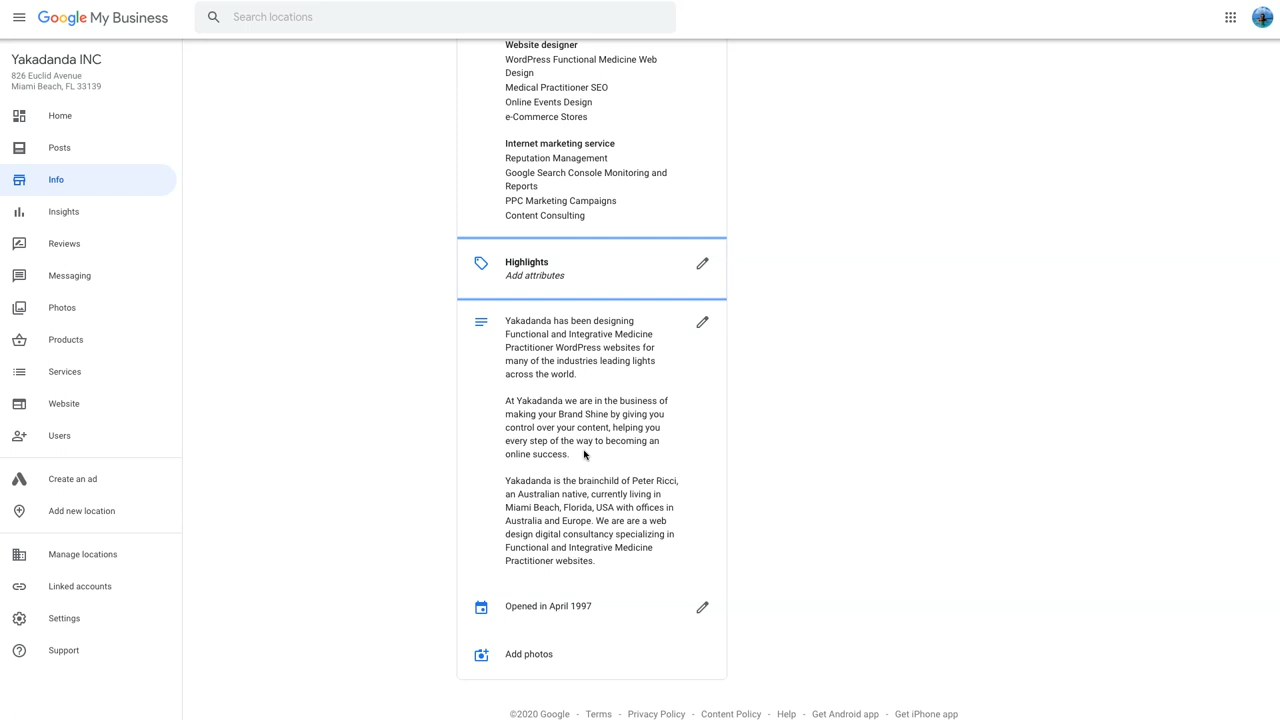 Google My Business
Search locations
Yakadanda INC
826 Euclid Avenue
Miami Beach, FL 33139
Home
Posts
Info
Insights
Reviews
Messaging
Photos
Products
Services
Website
Users
Create an ad
Add new location
Manage locations
Linked accounts
Settings
Support
Website designer
WordPress Functional Medicine Web
Design
Medical Practitioner SEO
Online Events Design
e-Commerce Stores
Internet marketing service
Reputation Management
Google Search Console Monitoring and
Reports
PPC Marketing Campaigns
Content Consulting
Highlights
Add attributes
Yakadanda has been designing
Functional and Integrative Medicine
Practitioner WordPress websites for
many of the industries leading lights
across the world.
At Yakadanda we are in the business of
making your Brand Shine by giving you
control over your content, helping you
every step of the way to becoming an
online success.
Yakadanda is the brainchild of Peter Ricci,
an Australian native, currently living in
Miami Beach, Florida, USA with offices in
Australia and Europe. We are are a web
design digital consultancy specializing in
Functional and Integrative Medicine
Practitioner websites.
Opened in April 1997
Add photos
©2020 Google - Terms - Privacy Policy - Content Policy - Help - Get Android app - Get iPhone app